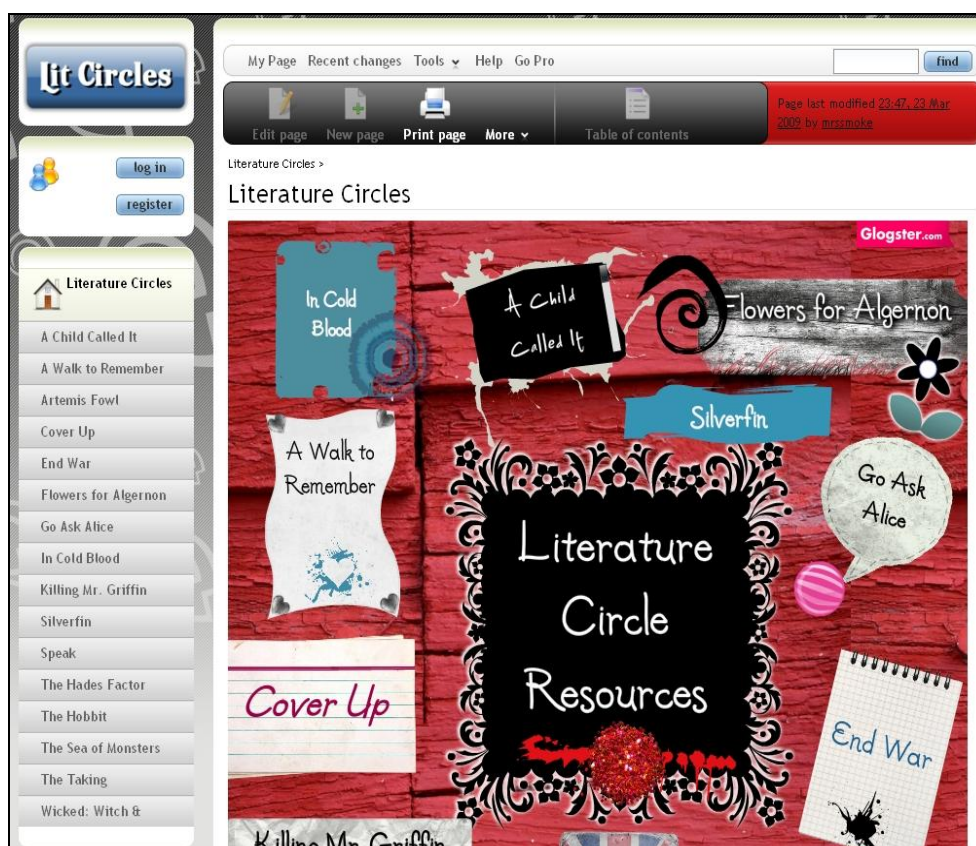 Lit Circles
log in
register
Literature Circles
A Child Called It
A Walk to Remember
Artemis Fowl
Cover Up
End War
Flowers for Algernon
Go Ask Alice
In Cold Blood
Killing Mr. Griffin
Silverfin
Speak
The Hades Factor
The Hobbit
The Sea of Monsters
The Taking
Wicked: Witch &
My Page Recent changes Tools Help Go Pro
find
Edit page New page Print page More Table of contents
Page last modified 23:47, 23 Mar
2009 by mrssmoke
Literature Circles >
Literature Circles
Glogster.com
In Cold
Blood
A Child
Called It
Flowers for Algernon
Silverfin
A Walk to
Remember
Go Ask
Alice
Literature
Circle
Resources
Cover Up
End War
Killing Mr. Griffin